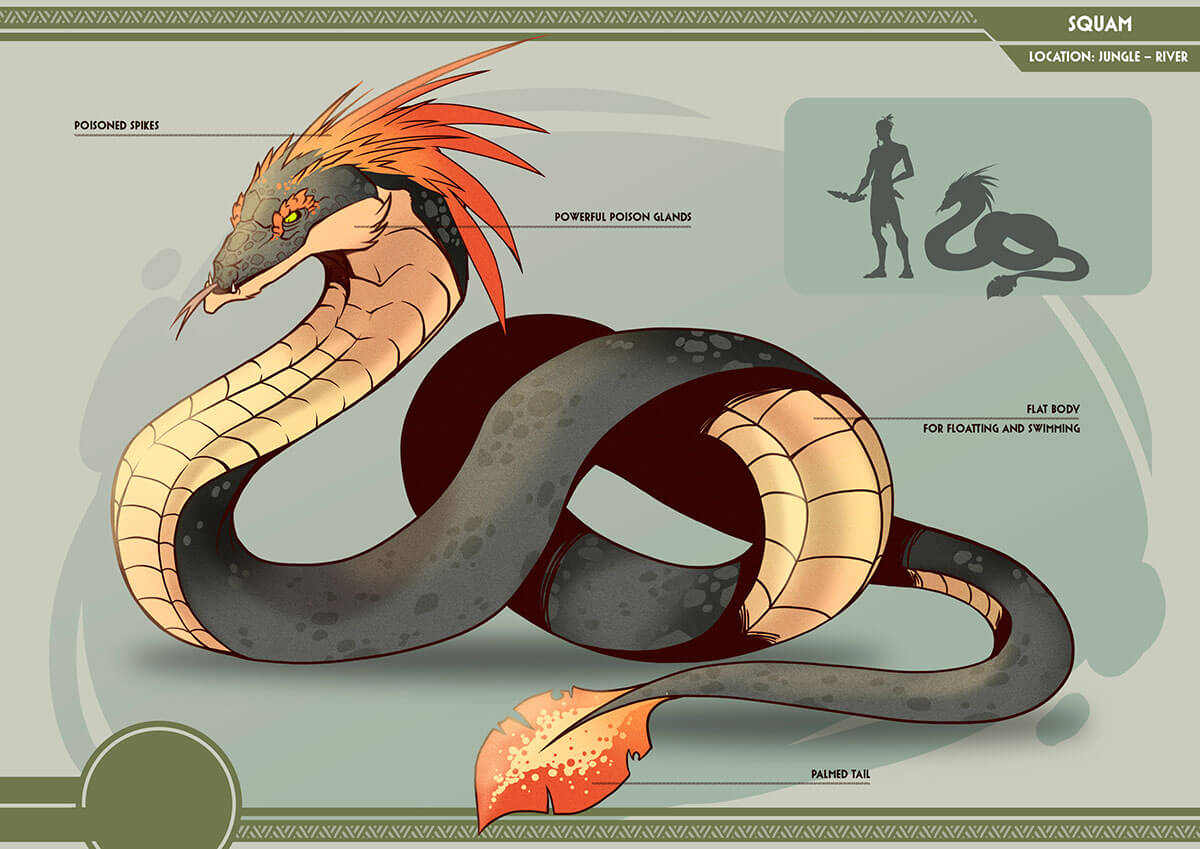 SQUAM
LOCATION: JUNGLE – RIVER
POISONED SPIKES
POWERFUL POISON GLANDS
FLAT BODY
FOR FLOATTING AND SWIMMING
PALMED TAIL